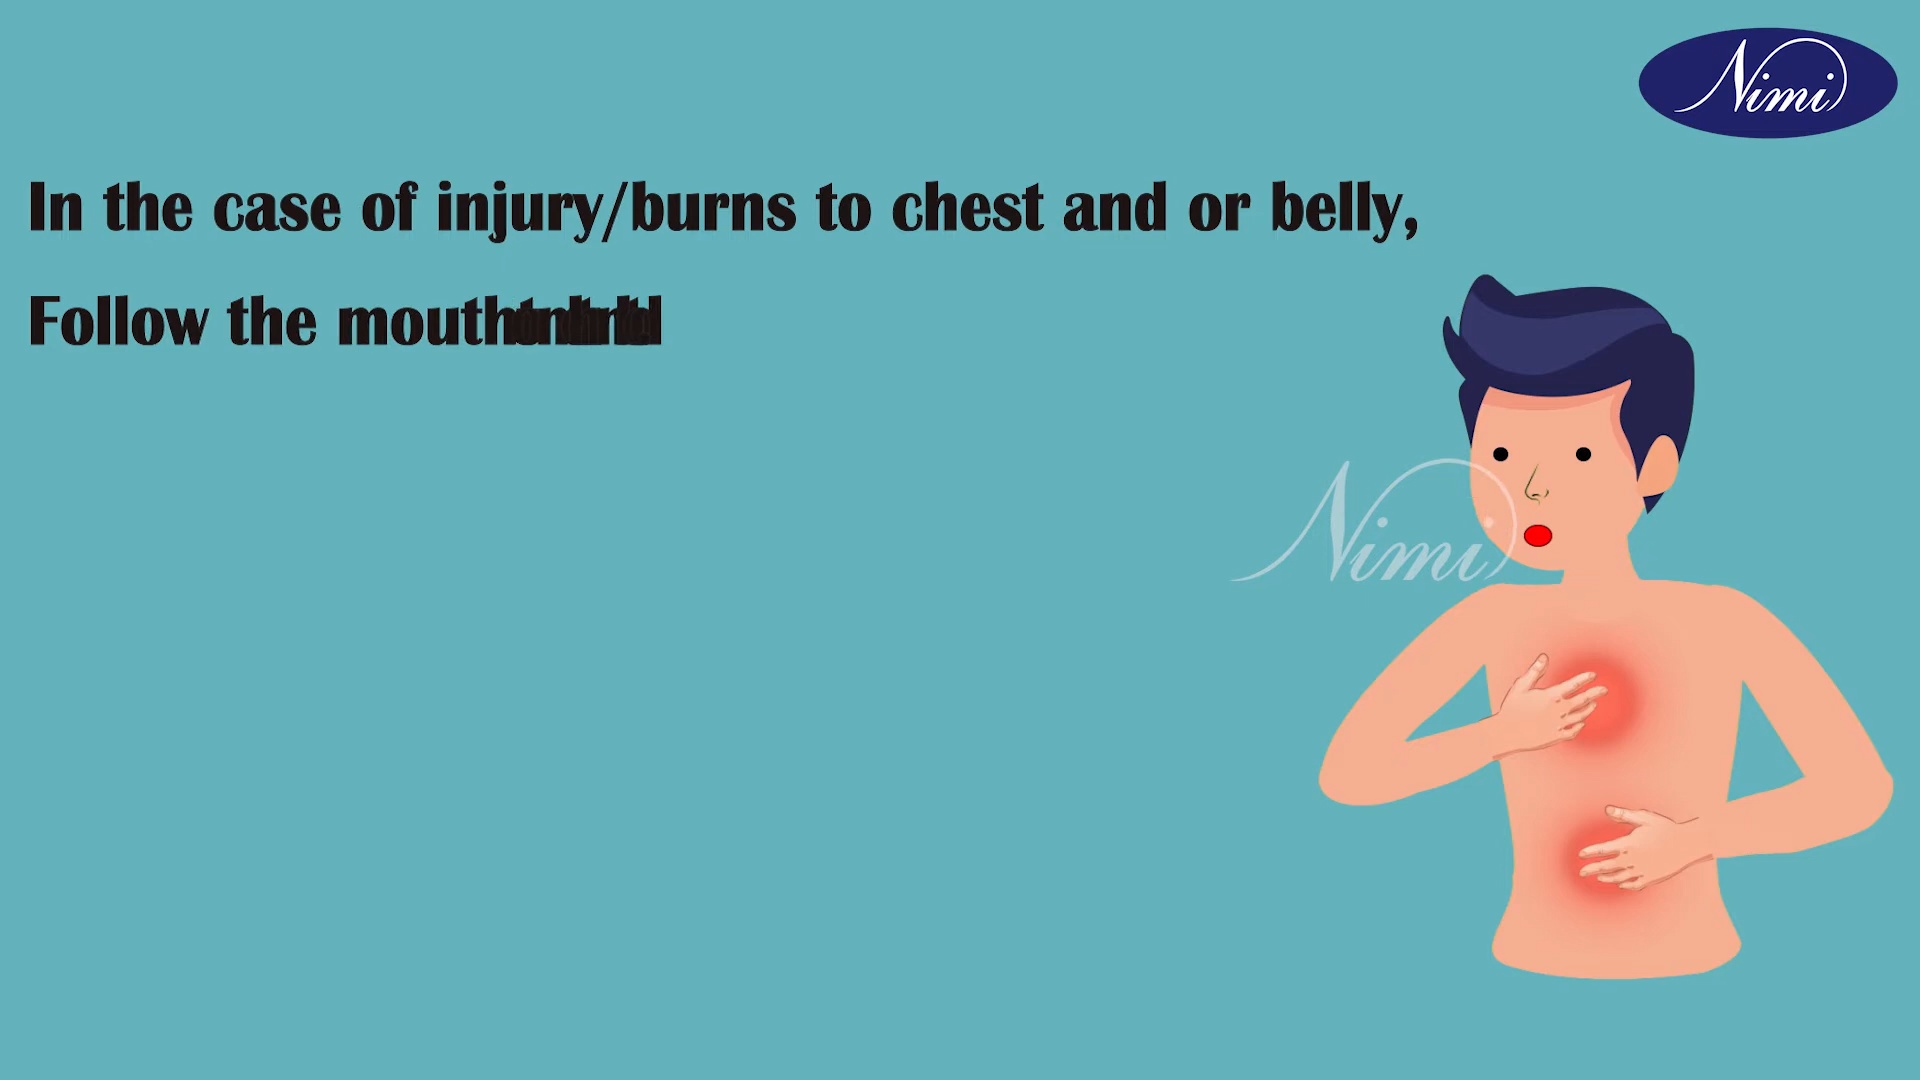 Nimi
In the case of injury/burns to chest and or belly,
Follow the mouth
Nimi